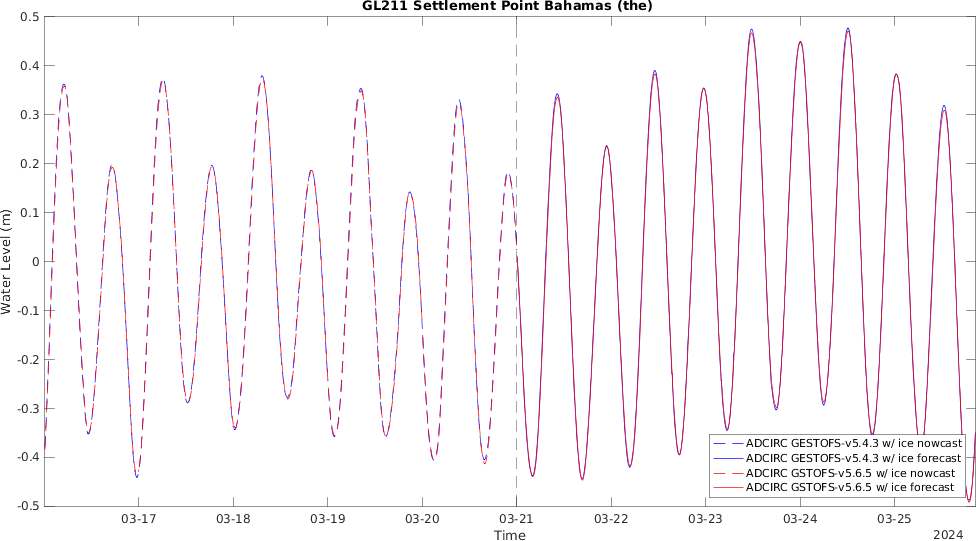 GL211 Settlement Point Bahamas (the)
0.5
0.4
0.3
0.2
0.1
0
-0.1
-0.2
-0.3
-0.4
-0.5
Water Level (m)
ADCIRC GESTOFS-v5.4.3 w/ ice nowcast
ADCIRC GESTOFS-v5.4.3 w/ ice forecast
ADCIRC GSTOFS-v5.6.5 w/ ice nowcast
ADCIRC GSTOFS-v5.6.5 w/ ice forecast
03-17 03-18 03-19 03-20 03-21 03-22 03-23 03-24 03-25
Time
2024